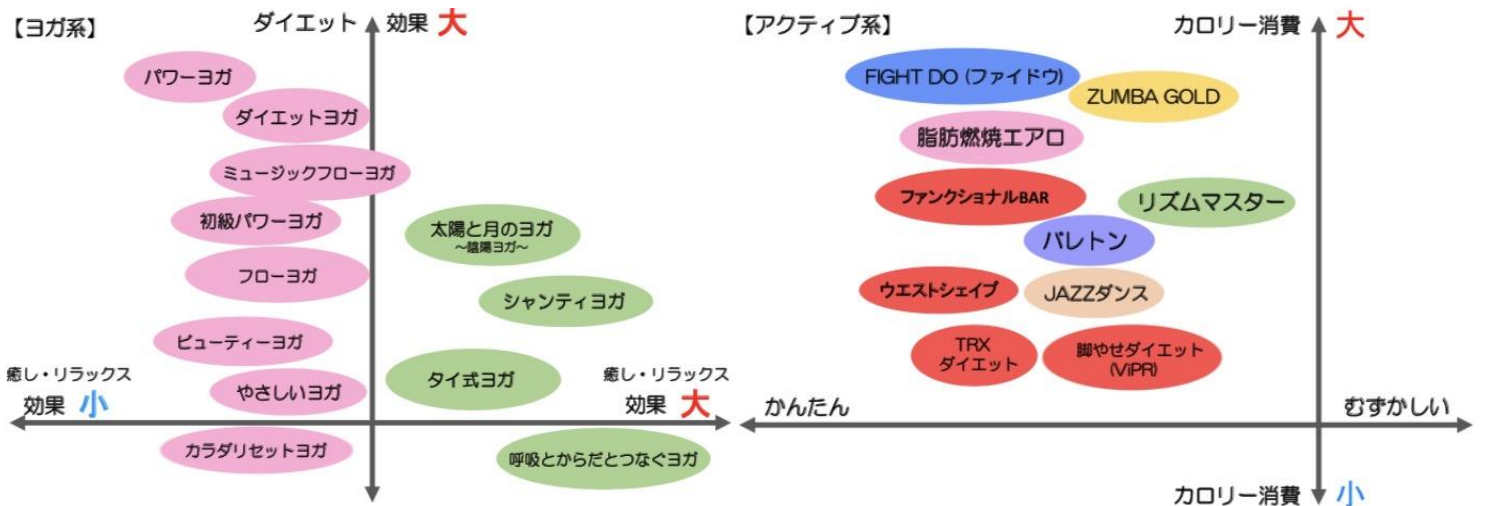 【ヨガ系】
ダイエット 効果 大
パワーヨガ
ダイエットヨガ
ミュージックフローヨガ
初級パワーヨガ
太陽と月のヨガ
～陰陽ヨガ～
フローヨガ
シャンティヨガ
ビューティーヨガ
タイ式ヨガ
やさしいヨガ
癒し・リラックス
効果 小
癒し・リラックス
効果 大
カラダリセットヨガ
呼吸とからだとつなぐヨガ
【アクティブ系】
カロリー消費 大
FIGHT DO (ファイドウ)
ZUMBA GOLD
脂肪燃焼エアロ
ファンクショナルBAR
リズムマスター
バレトン
ウエストシェイプ
JAZZダンス
TRX
ダイエット
脚やせダイエット
(ViPR)
かんたん
むずかしい
カロリー消費 小